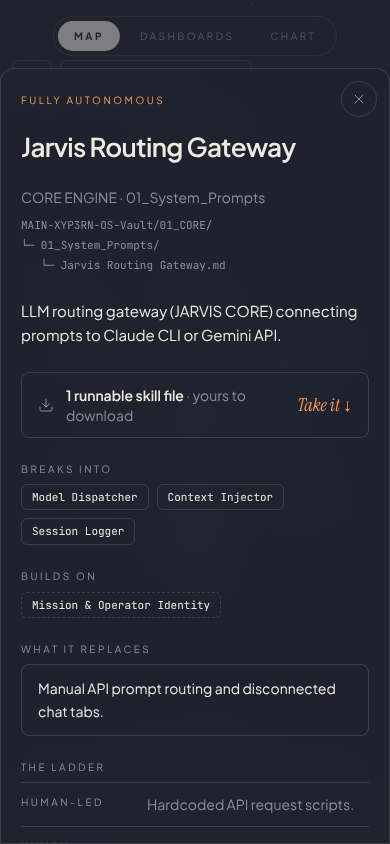 MAP DASHBOARDS CHART
FULLY AUTONOMOUS
Jarvis Routing Gateway
CORE ENGINE · 01_System_Prompts
MAIN-XYP3RN-OS-Vault/01_CORE/
└─ 01_System_Prompts/
└─ Jarvis Routing Gateway.md
LLM routing gateway (JARVIS CORE) connecting
prompts to Claude CLI or Gemini API.
1 runnable skill file · yours to
download
Take it ↓
BREAKS INTO
Model Dispatcher Context Injector
Session Logger
BUILDS ON
Mission & Operator Identity
WHAT IT REPLACES
Manual API prompt routing and disconnected
chat tabs.
THE LADDER
HUMAN-LED Hardcoded API request scripts.